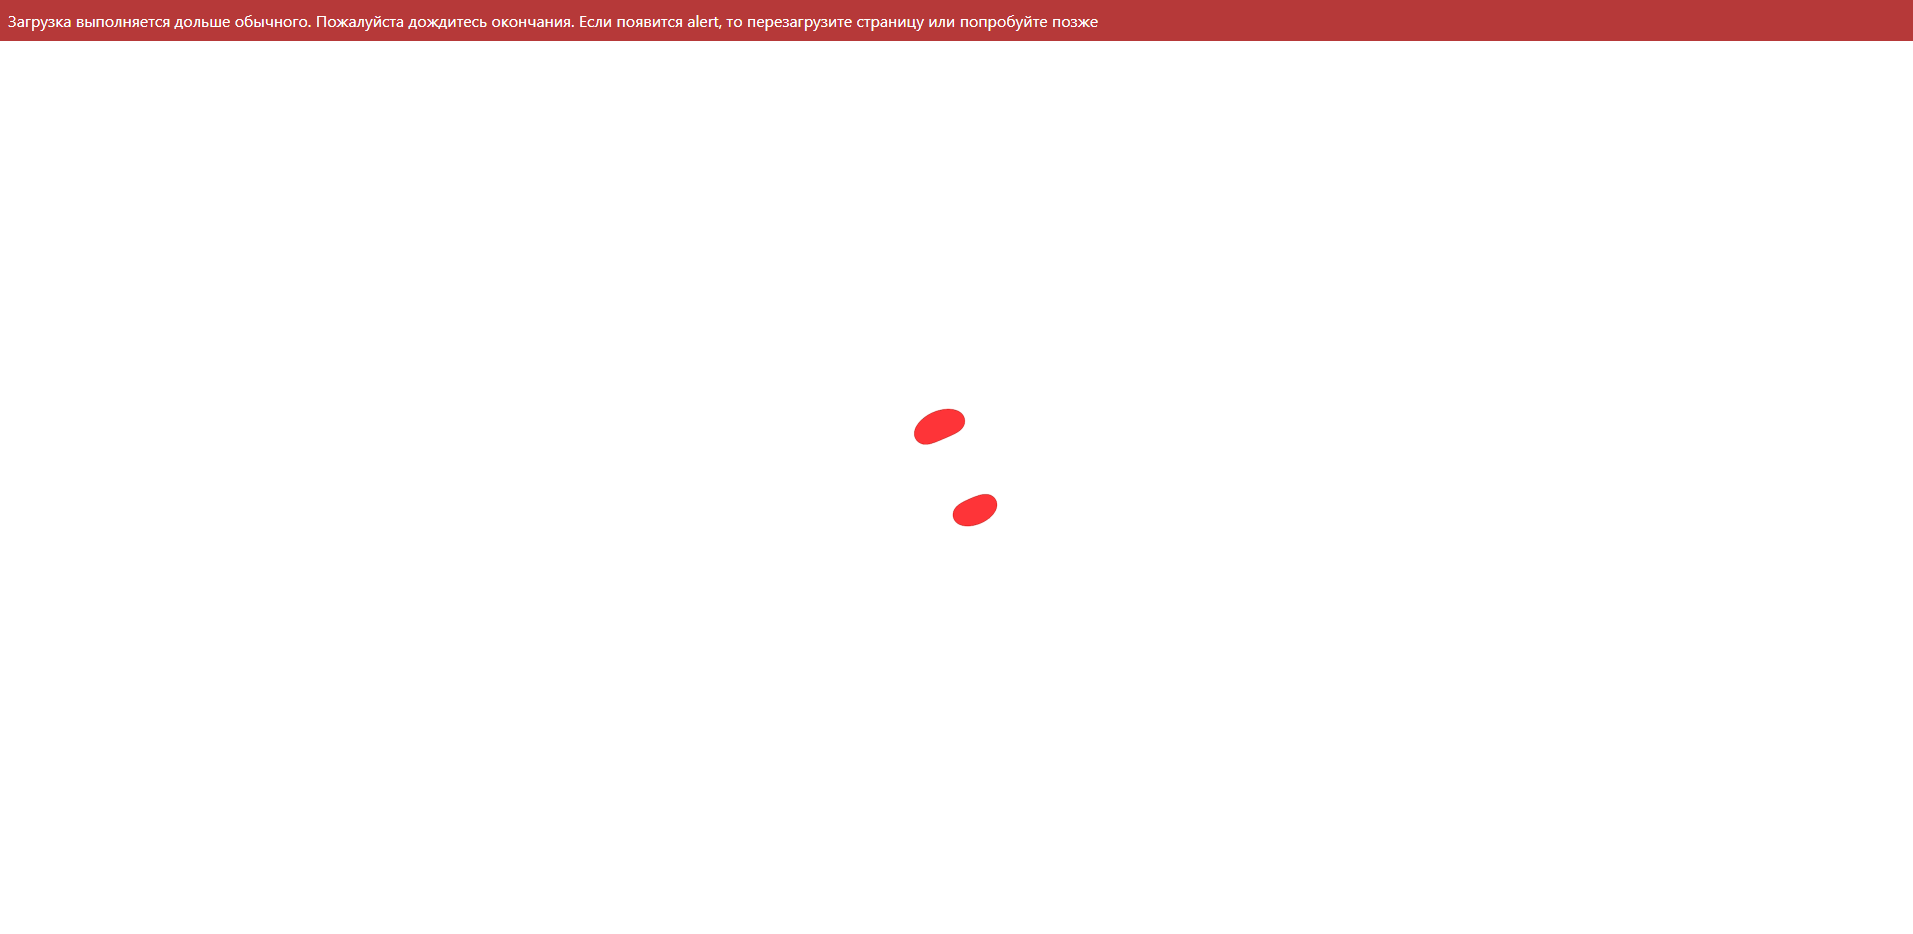 Загрузка выполняется дольше обычного. Пожалуйста дождитесь окончания. Если появится alert, то перезагрузите страницу или попробуйте позже